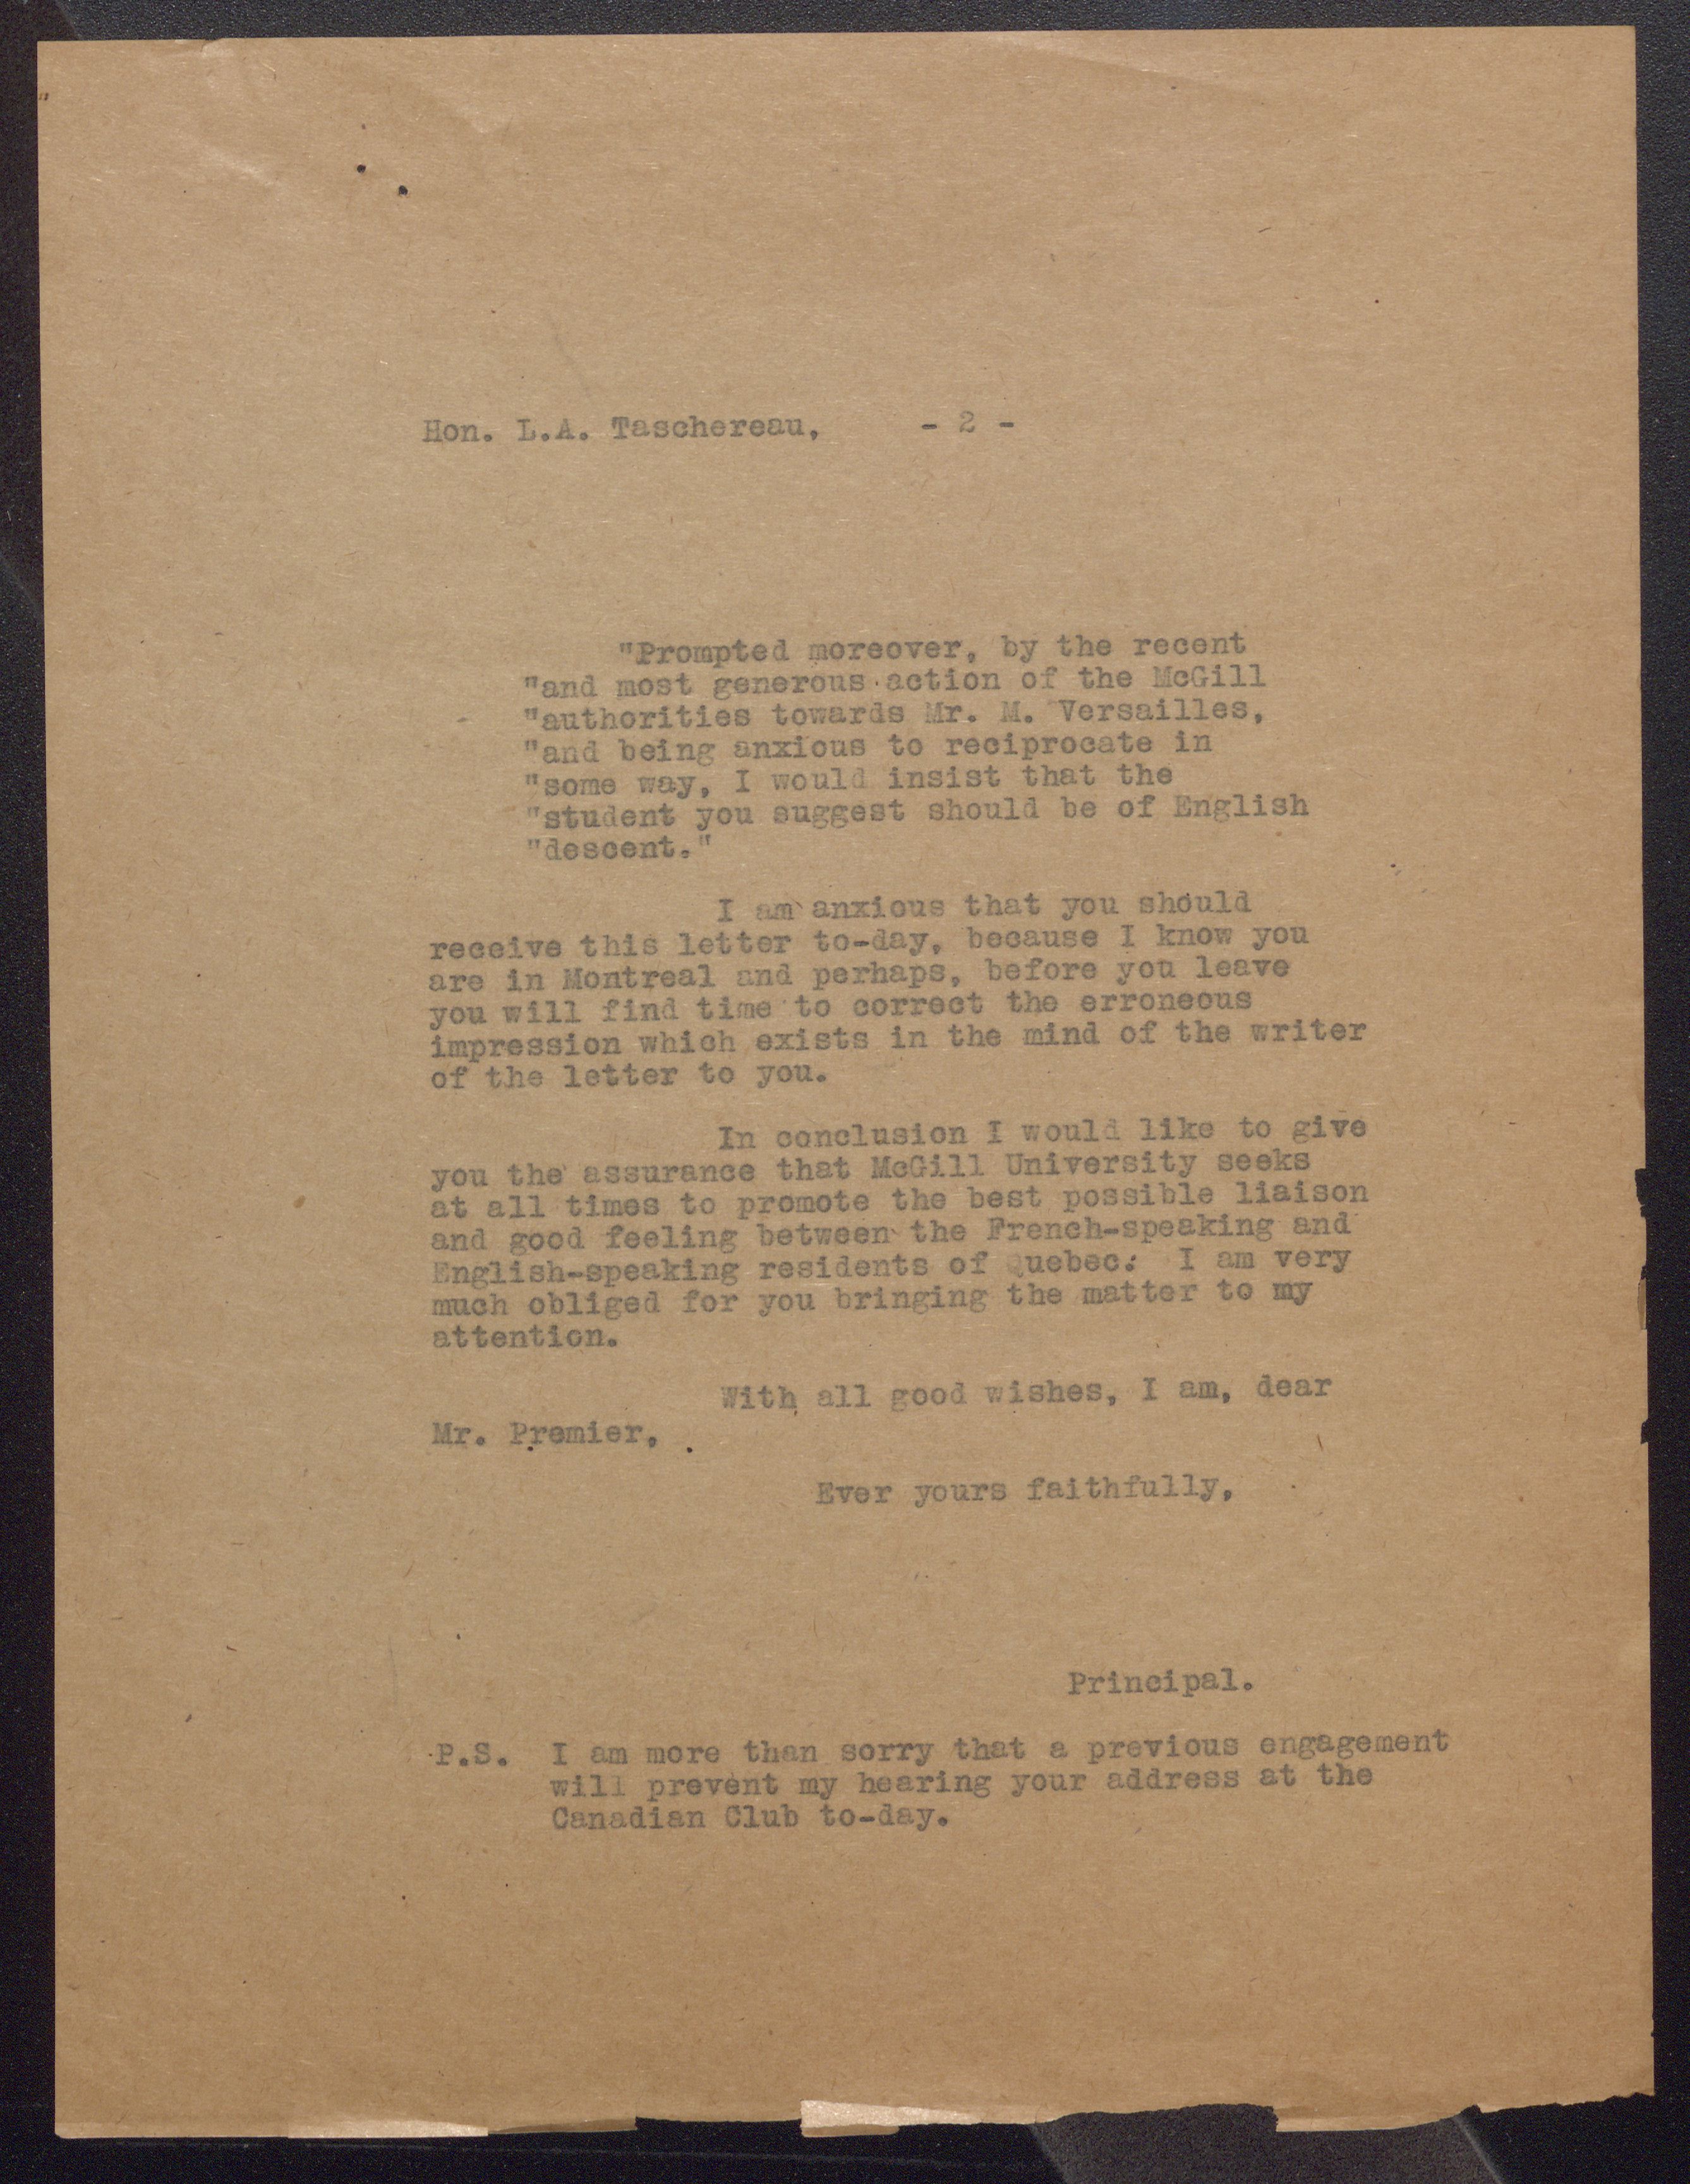 Hon. L.A. Taschereau, - 2 -
"Prompted moreover, by the recent
"and most generous action of the McGill
"authorities towards Mr. M. Versailles,
"and being anxious to reciprocate in
"some way, I would insist that the
"student you suggest should be of English
"descent."
I am anxious that you should
receive this letter to-day, because I know you
are in Montreal and perhaps, before you leave
you will find time to correct the erroneous
impression which exists in the mind of the writer
of the letter to you.
In conclusion I would like to give
you the assurance that McGill University seeks
at all times to promote the best possible liaison
and good feeling between the French-speaking and
English-speaking residents of Quebec. I am very
much obliged for you bringing the matter to my
attention.
With all good wishes, I am, dear
Mr. Premier,
Ever yours faithfully,
Principal.
P.S. I am more than sorry that a previous engagement
will prevent my hearing your address at the
Canadian Club to-day.